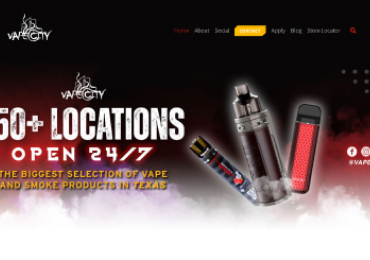 VAPE CITY
Home About Social CONTACT Apply Blog Store Locator
VAPE CITY
50+ LOCATIONS
OPEN 24/7
THE BIGGEST SELECTION OF VAPE
AND SMOKE PRODUCTS IN TEXAS
@VAPE